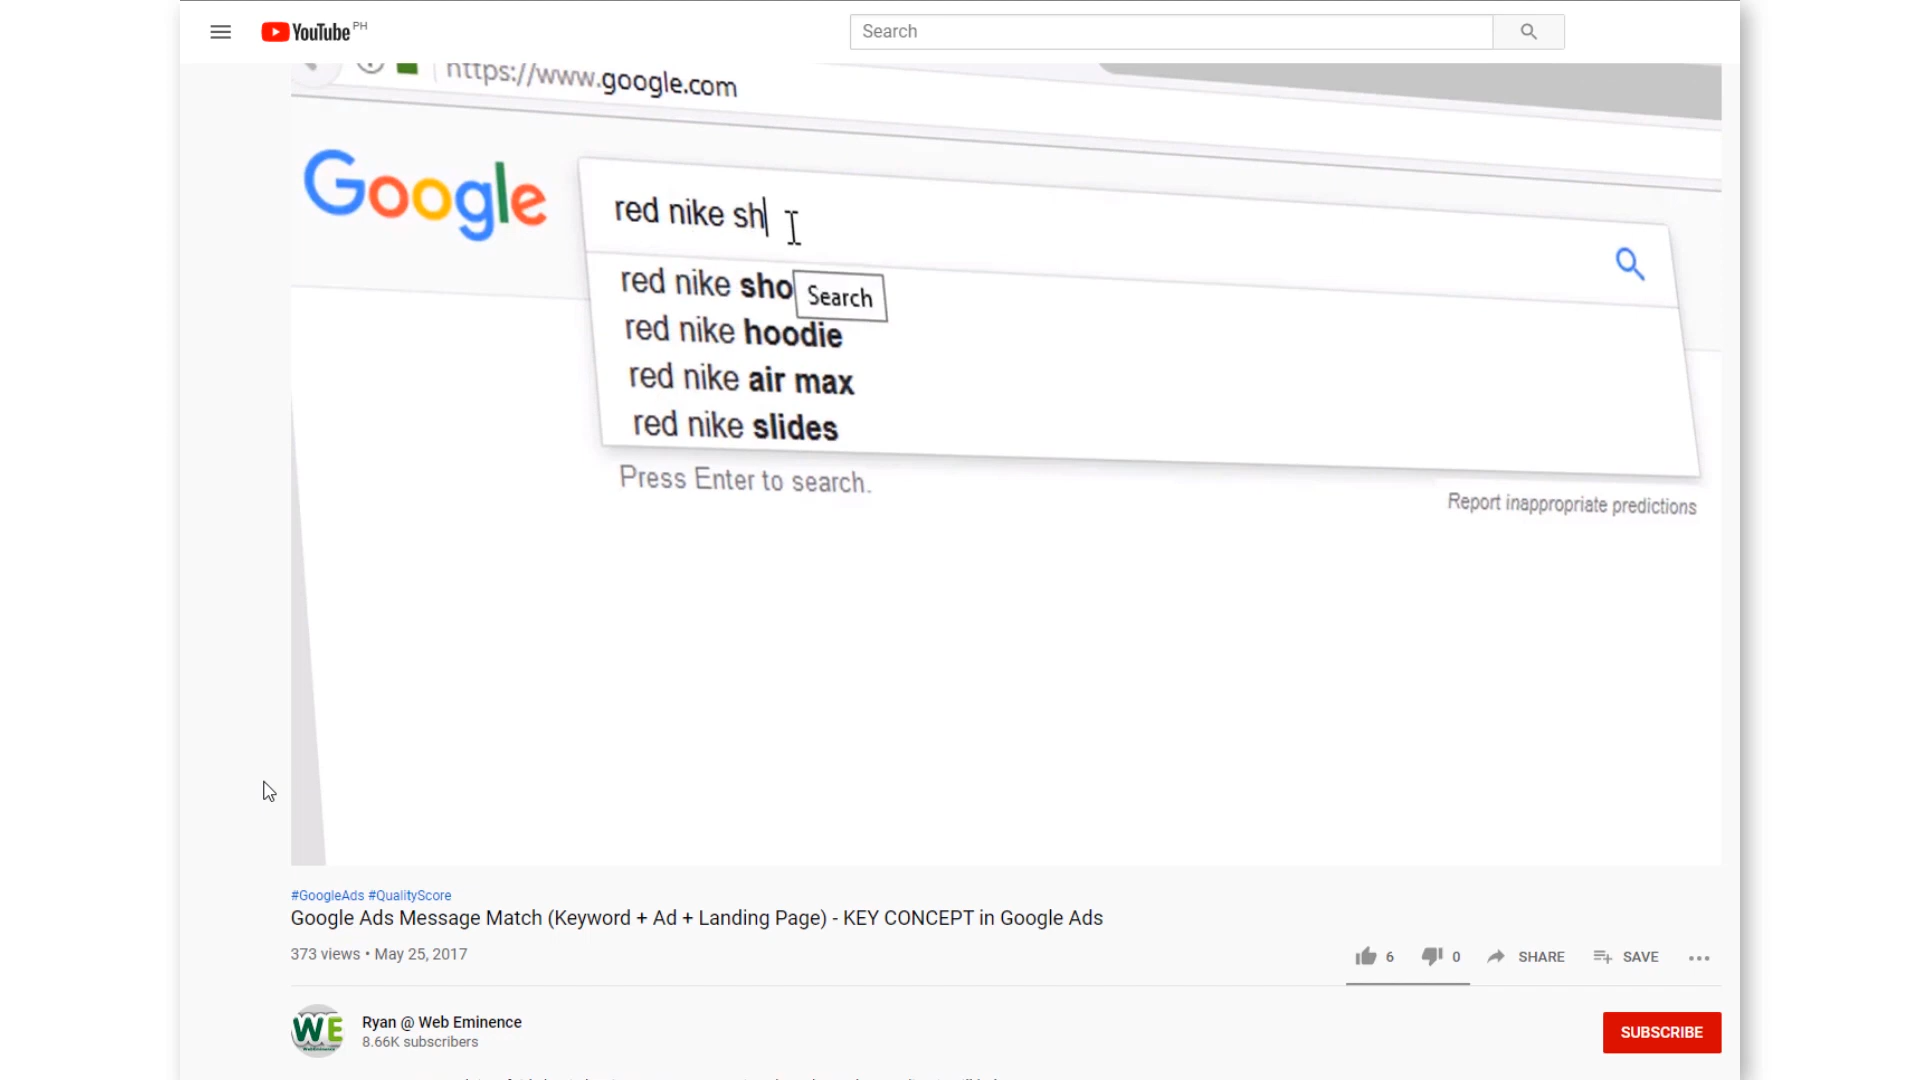 YouTube PH
Search
https://www.google.com
Google
red nike sh
red nike sho
Search
red nike hoodie
red nike air max
red nike slides
Press Enter to search.
Report inappropriate predictions
#GoogleAds #QualityScore
Google Ads Message Match (Keyword + Ad + Landing Page) - KEY CONCEPT in Google Ads
373 views • May 25, 2017
6 0 SHARE SAVE
WE
Ryan @ Web Eminence
8.66K subscribers
SUBSCRIBE